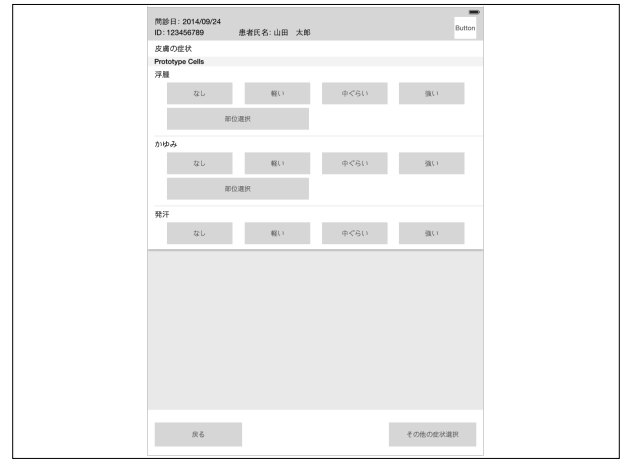 問診日: 2014/09/24
ID: 123456789 患者氏名: 山田 太郎
Button
皮膚の症状
Prototype Cells
浮腫
なし 軽い 中ぐらい 強い
部位選択
かゆみ
なし 軽い 中ぐらい 強い
部位選択
発汗
なし 軽い 中ぐらい 強い
戻る その他の症状選択